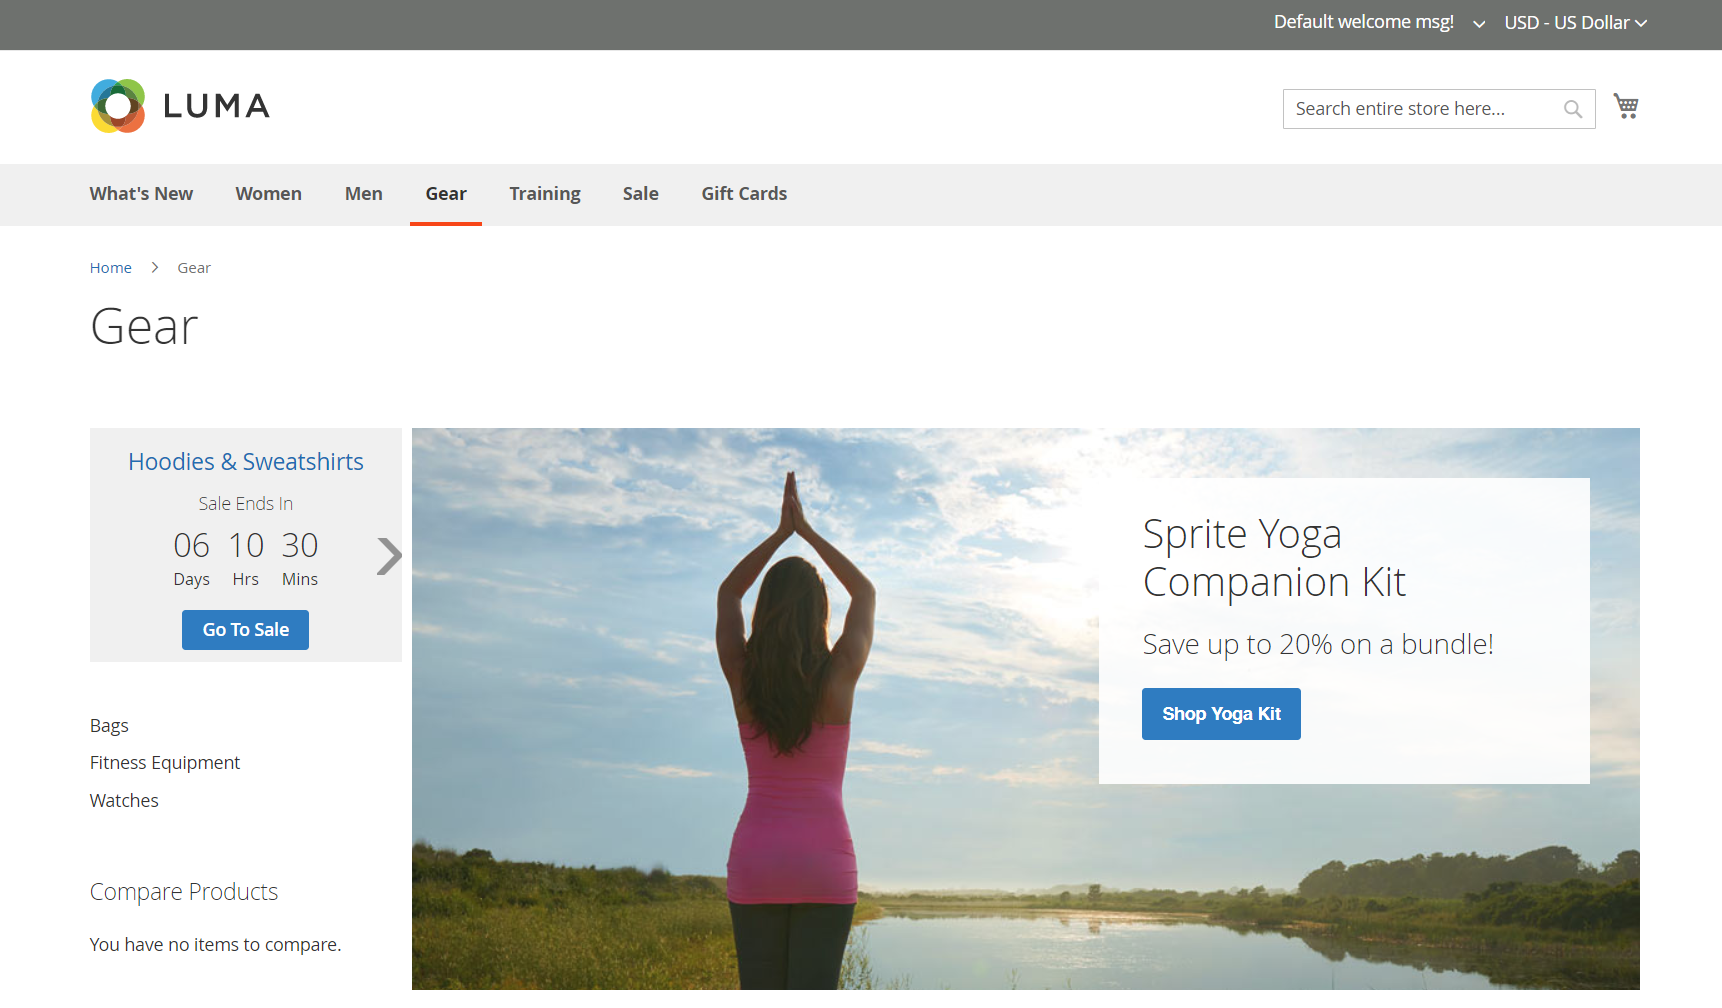 Default welcome msg! USD - US Dollar
LUMA
Search entire store here...
What's New Women Men Gear Training Sale Gift Cards
Home Gear
Gear
Hoodies & Sweatshirts
Sale Ends In
06 10 30
Days Hrs Mins
Go To Sale
Sprite Yoga
Companion Kit
Save up to 20% on a bundle!
Shop Yoga Kit
Bags
Fitness Equipment
Watches
Compare Products
You have no items to compare.